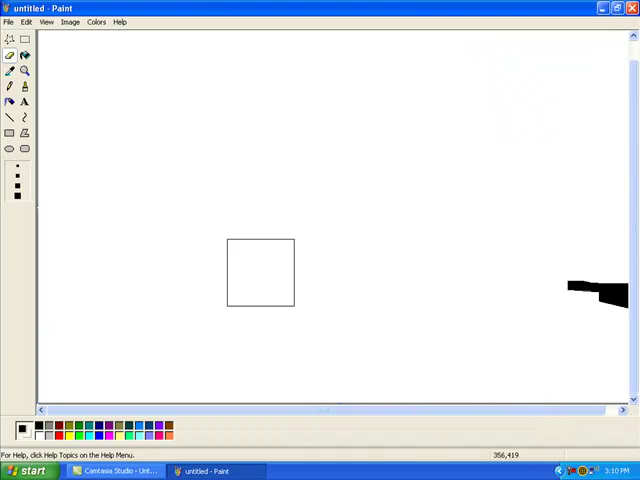 untitled - Paint
File Edit View Image Colors Help
A
For Help, click Help Topics on the Help Menu.
356,419
start
Camtasia Studio - Unt...
untitled - Paint
3:10 PM